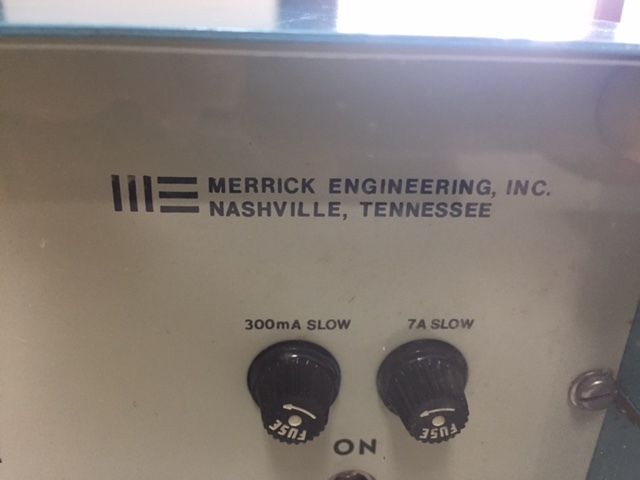 MERRICK ENGINEERING, INC.
NASHVILLE, TENNESSEE
300mA SLOW
7A SLOW
FUSE
FUSE
ON